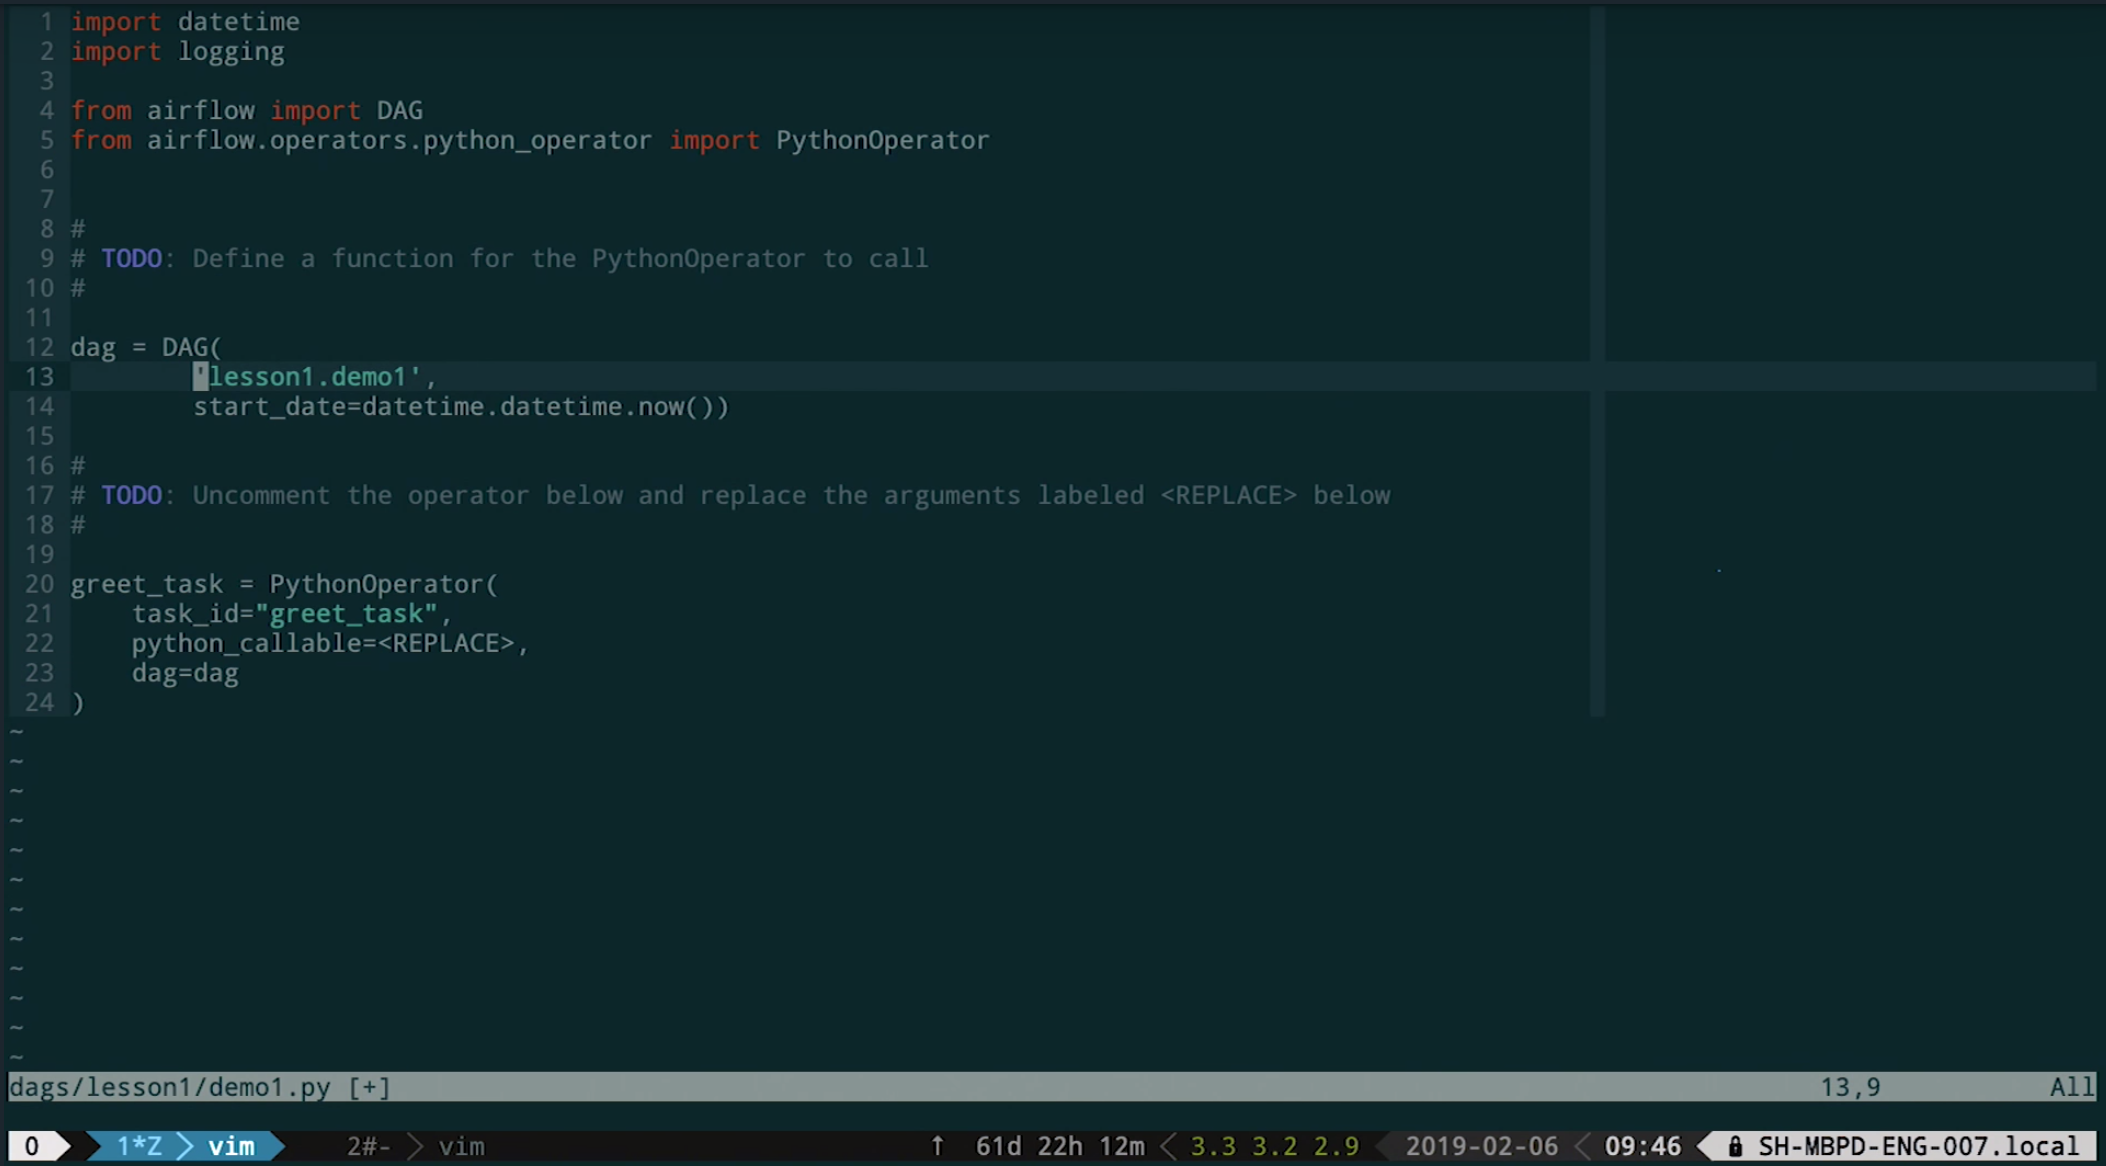 1 import datetime
2 import logging
3
4 from airflow import DAG
5 from airflow.operators.python_operator import PythonOperator
6
7
8 #
9 # TODO: Define a function for the PythonOperator to call
10 #
11
12 dag = DAG(
13         'lesson1.demo1',
14         start_date=datetime.datetime.now())
15
16 #
17 # TODO: Uncomment the operator below and replace the arguments labeled <REPLACE> below
18 #
19
20 greet_task = PythonOperator(
21     task_id="greet_task",
22     python_callable=<REPLACE>,
23     dag=dag
24 )
~
~
~
~
~
~
~
~
~
~
~
~
dags/lesson1/demo1.py [+] 13,9 All
0 1*Z vim 2#- vim ↑ 61d 22h 12m 3.3 3.2 2.9 2019-02-06 09:46 SH-MBPD-ENG-007.local